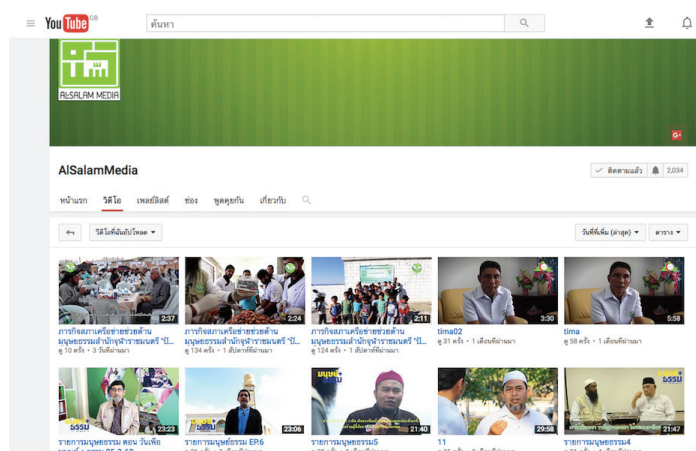 YouTube GB
ค้นหา
ALSALAM MEDIA
G+
AlSalamMedia
ติดตามแล้ว 2,034
หน้าแรก วิดีโอ เพลย์ลิสต์ ช่อง พูดคุยกัน เกี่ยวกับ
วิดีโอที่ฉันอัปโหลด
วันที่ที่เพิ่ม (ล่าสุด)
ตาราง
2:37
2:24
2:11
3:30
5:58
ภารกิจสภาเครือข่ายช่วยด้าน
มนุษยธรรมสำนักจุฬาราชมนตรี "ป...
ดู 10 ครั้ง • 3 วันที่ผ่านมา
ภารกิจสภาเครือข่ายช่วยด้าน
มนุษยธรรมสำนักจุฬาราชมนตรี "ป...
ดู 134 ครั้ง • 1 สัปดาห์ที่ผ่านมา
ภารกิจสภาเครือข่ายช่วยด้าน
มนุษยธรรมสำนักจุฬาราชมนตรี "ป...
ดู 124 ครั้ง • 1 สัปดาห์ที่ผ่านมา
tima02
ดู 31 ครั้ง • 1 เดือนที่ผ่านมา
tima
ดู 58 ครั้ง • 1 เดือนที่ผ่านมา
23:23
23:06
มนุษย์+
21:40
29:58
ธรรม
21:47
รายการมนุษยธรรม ตอน วันเพื่อ
รายการมนุษย์ธรรม EP.6
รายการมนุษยธรรม5
11
รายการมนุษยธรรม4